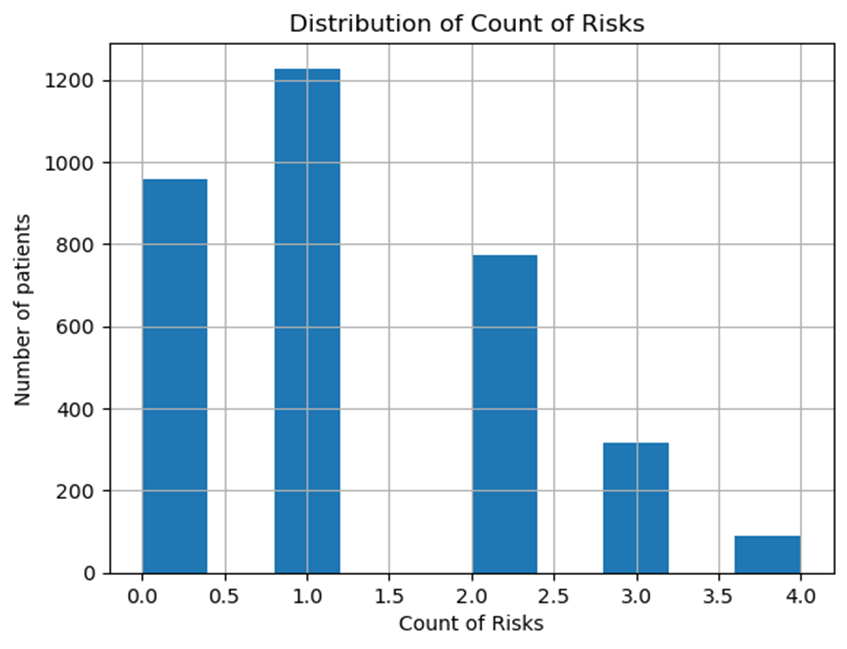 Distribution of Count of Risks
1200
1000
800
600
400
200
0
Number of patients
0.0 0.5 1.0 1.5 2.0 2.5 3.0 3.5 4.0
Count of Risks